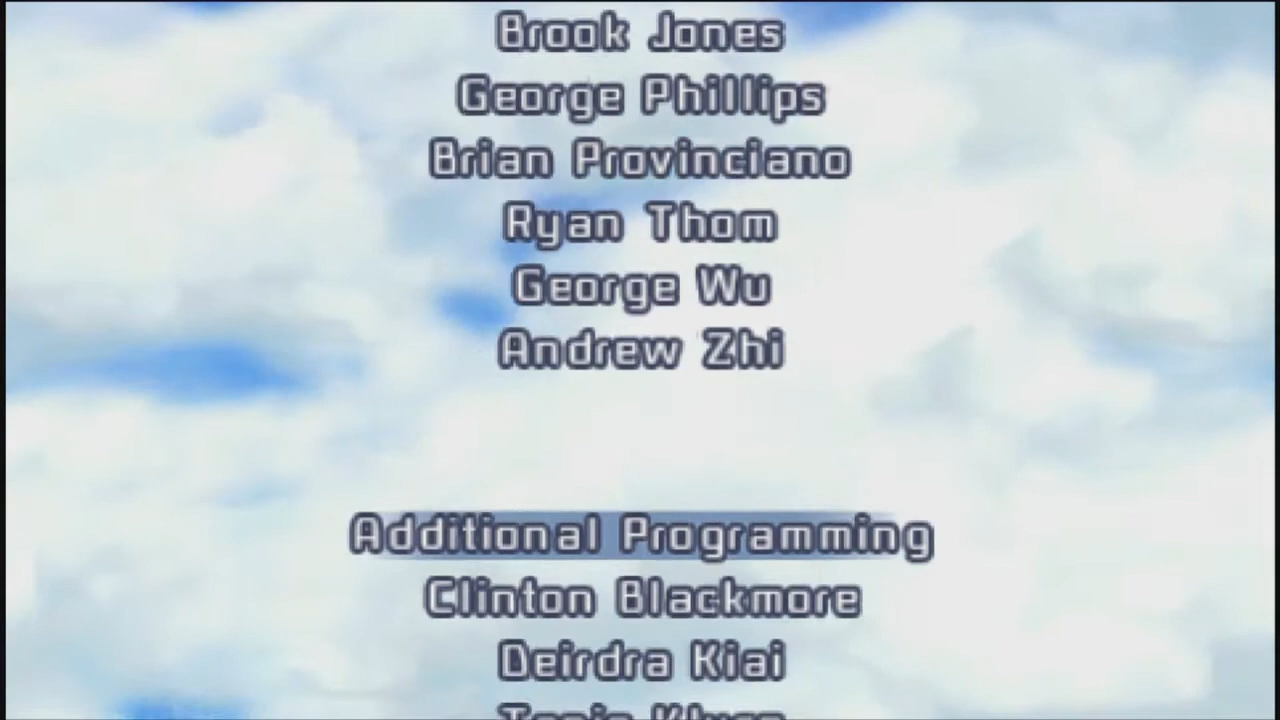 Brook Jones
George Phillips
Brian Provinciano
Ryan Thom
George Wu
Andrew Zhi
Additional Programming
Clinton Blackmore
Deirdra Kiai